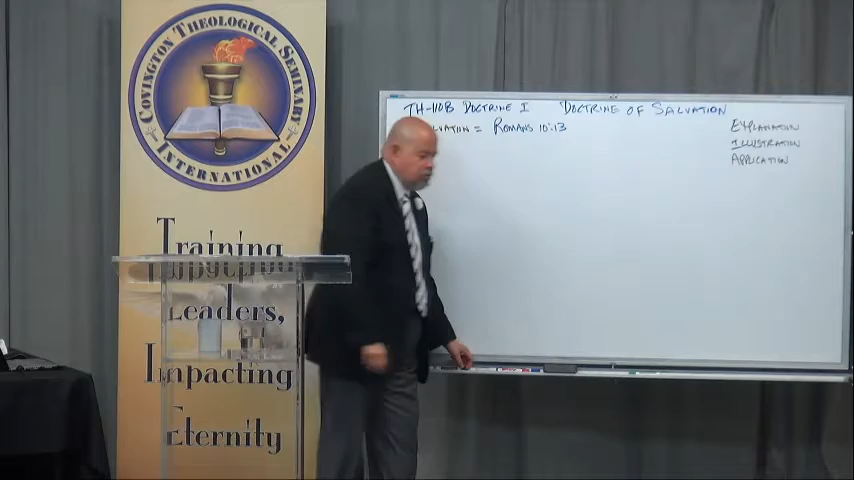 COVINGTON THEOLOGICAL SEMINARY
INTERNATIONAL
Training
Leaders,
Impacting
Eternity
TH-110B DOCTRINE I DOCTRINE OF SALVATION
= ROMANS 10:13
EXPLANATION
ILLUSTRATION
APPLICATION